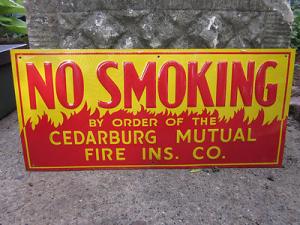 NO SMOKING
BY ORDER OF THE
CEDARBURG MUTUAL
FIRE INS. CO.